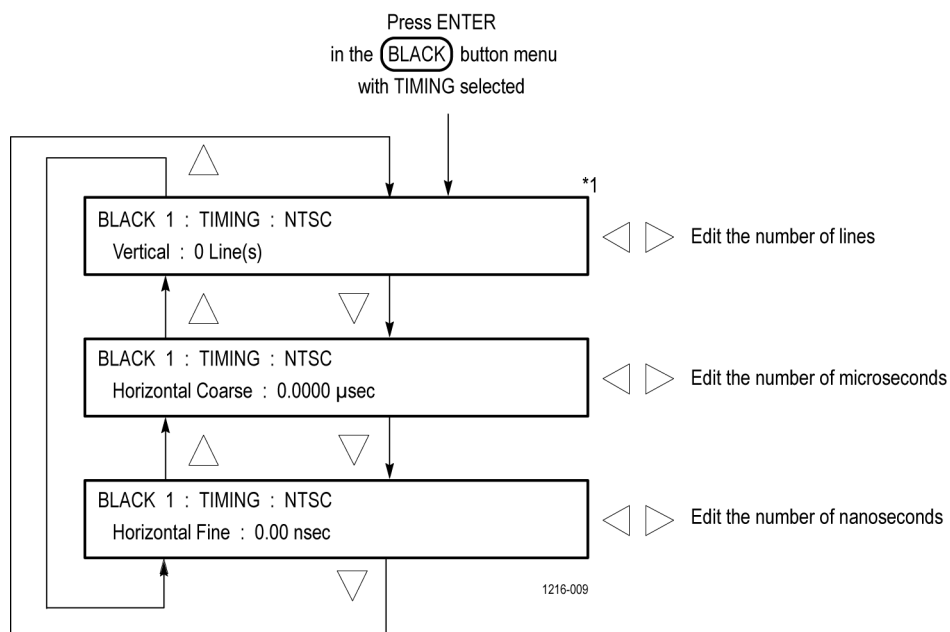 Press ENTER
in the BLACK button menu
with TIMING selected
*1
BLACK 1 : TIMING : NTSC
Vertical : 0 Line(s)
Edit the number of lines
BLACK 1 : TIMING : NTSC
Horizontal Coarse : 0.0000 µsec
Edit the number of microseconds
BLACK 1 : TIMING : NTSC
Horizontal Fine : 0.00 nsec
Edit the number of nanoseconds
1216-009